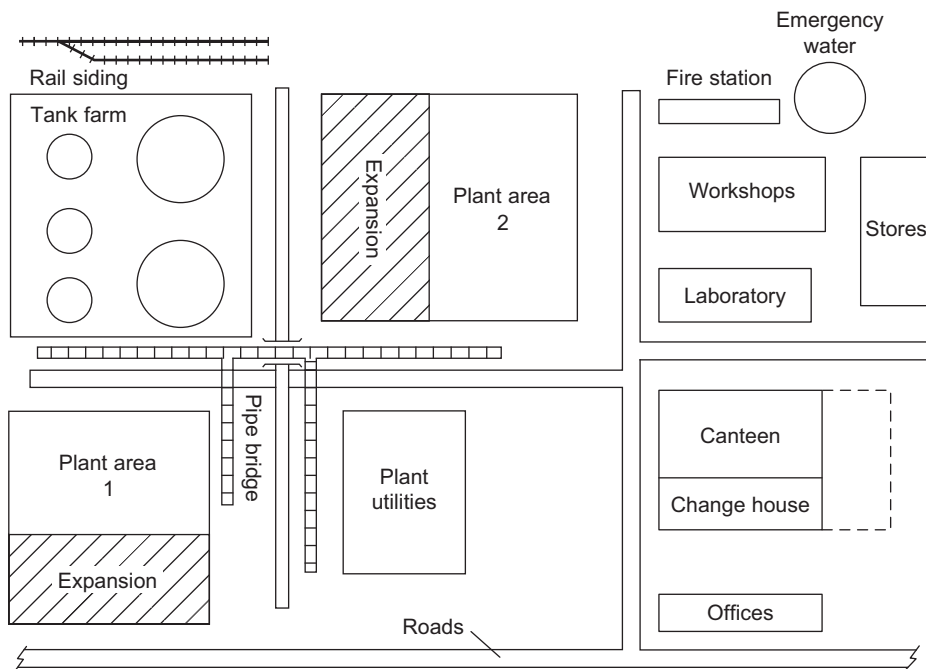 Emergency
water
Rail siding
Fire station
Tank farm
Expansion
Plant area
2
Workshops
Stores
Laboratory
Pipe bridge
Plant area
1
Expansion
Plant
utilities
Canteen
Change house
Offices
Roads